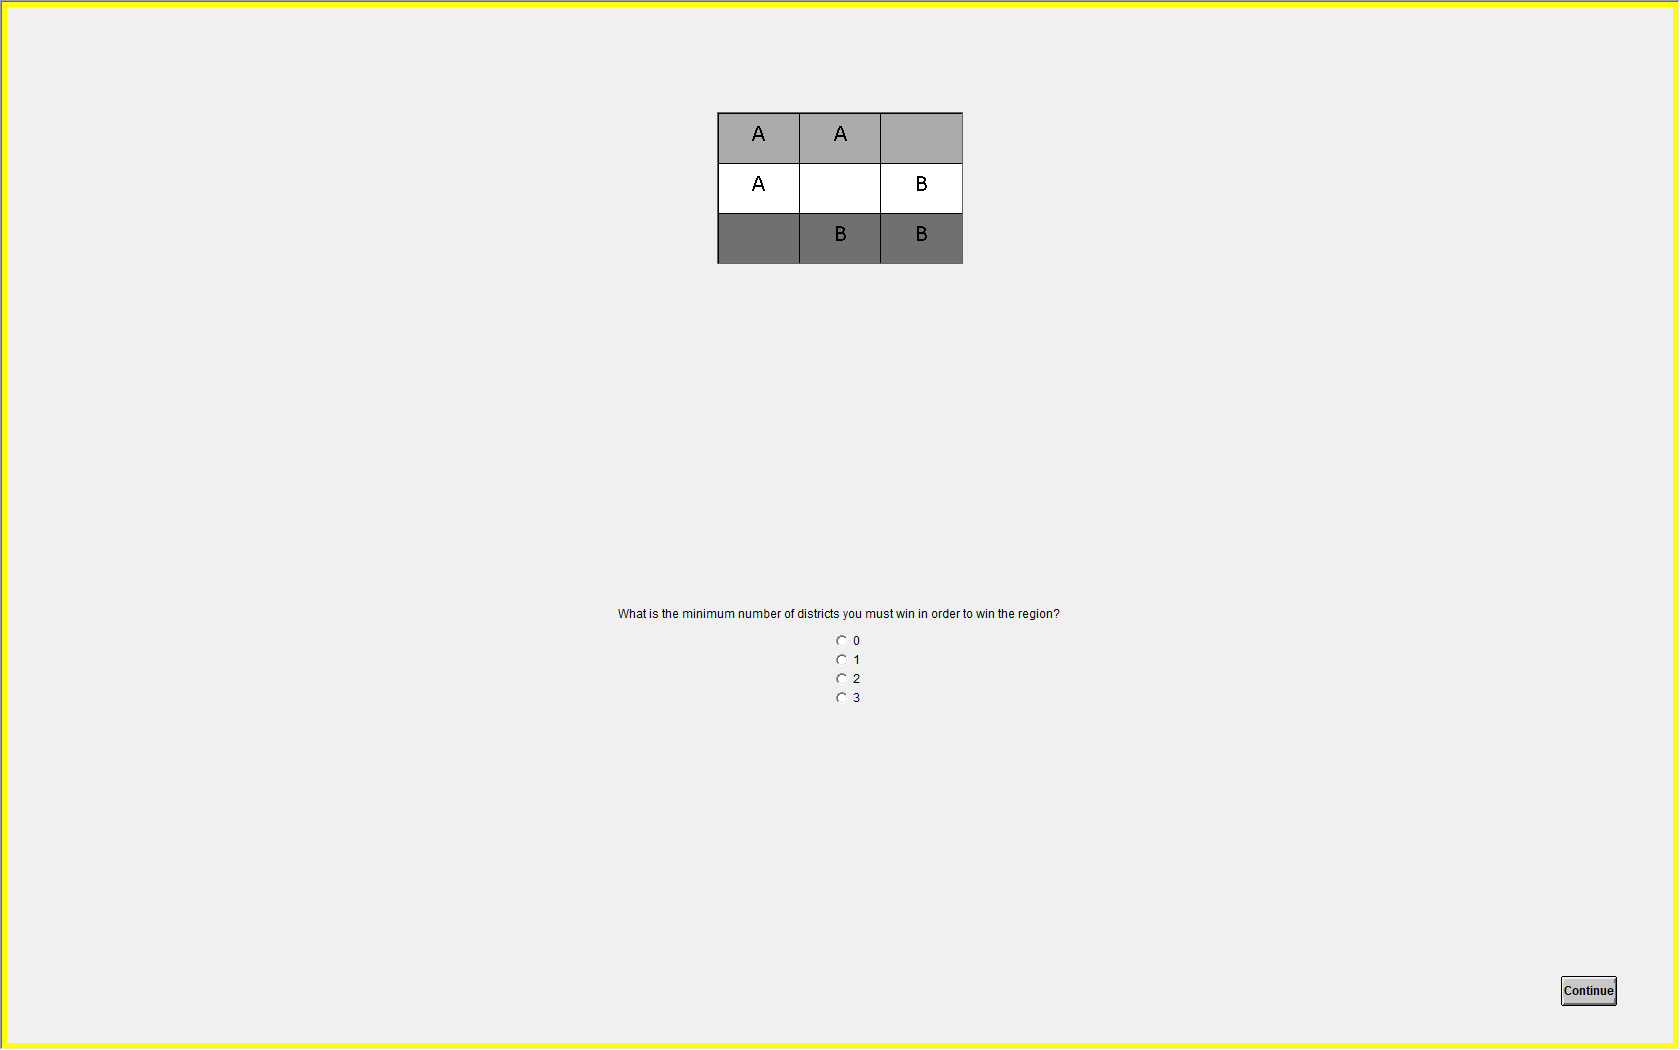 A A
A B
B B
What is the minimum number of districts you must win in order to win the region?
0
1
2
3
Continue